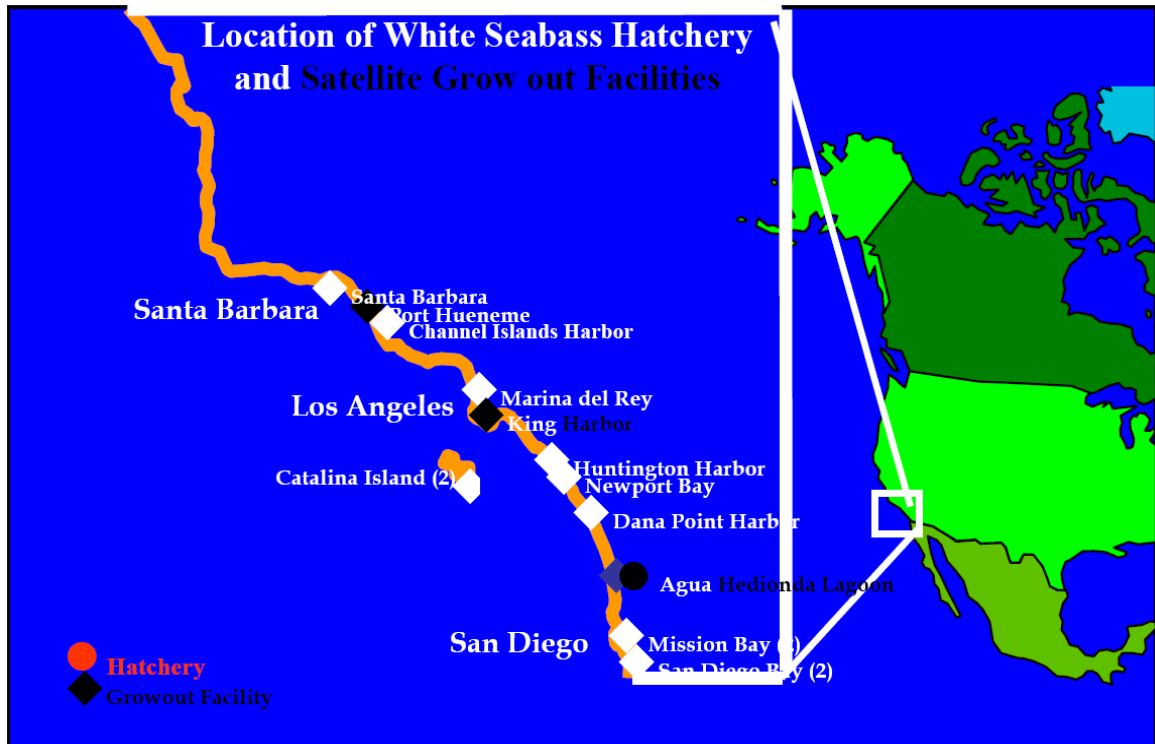 Location of White Seabass Hatchery
and Satellite Grow out Facilities
Santa Barbara
Santa Barbara
Port Hueneme
Channel Islands Harbor
Marina del Rey
Los Angeles
King Harbor
Huntington Harbor
Catalina Island (2)
Newport Bay
Dana Point Harbor
Agua Hedionda Lagoon
San Diego
Mission Bay (2)
San Diego Bay (2)
Hatchery
Growout Facility